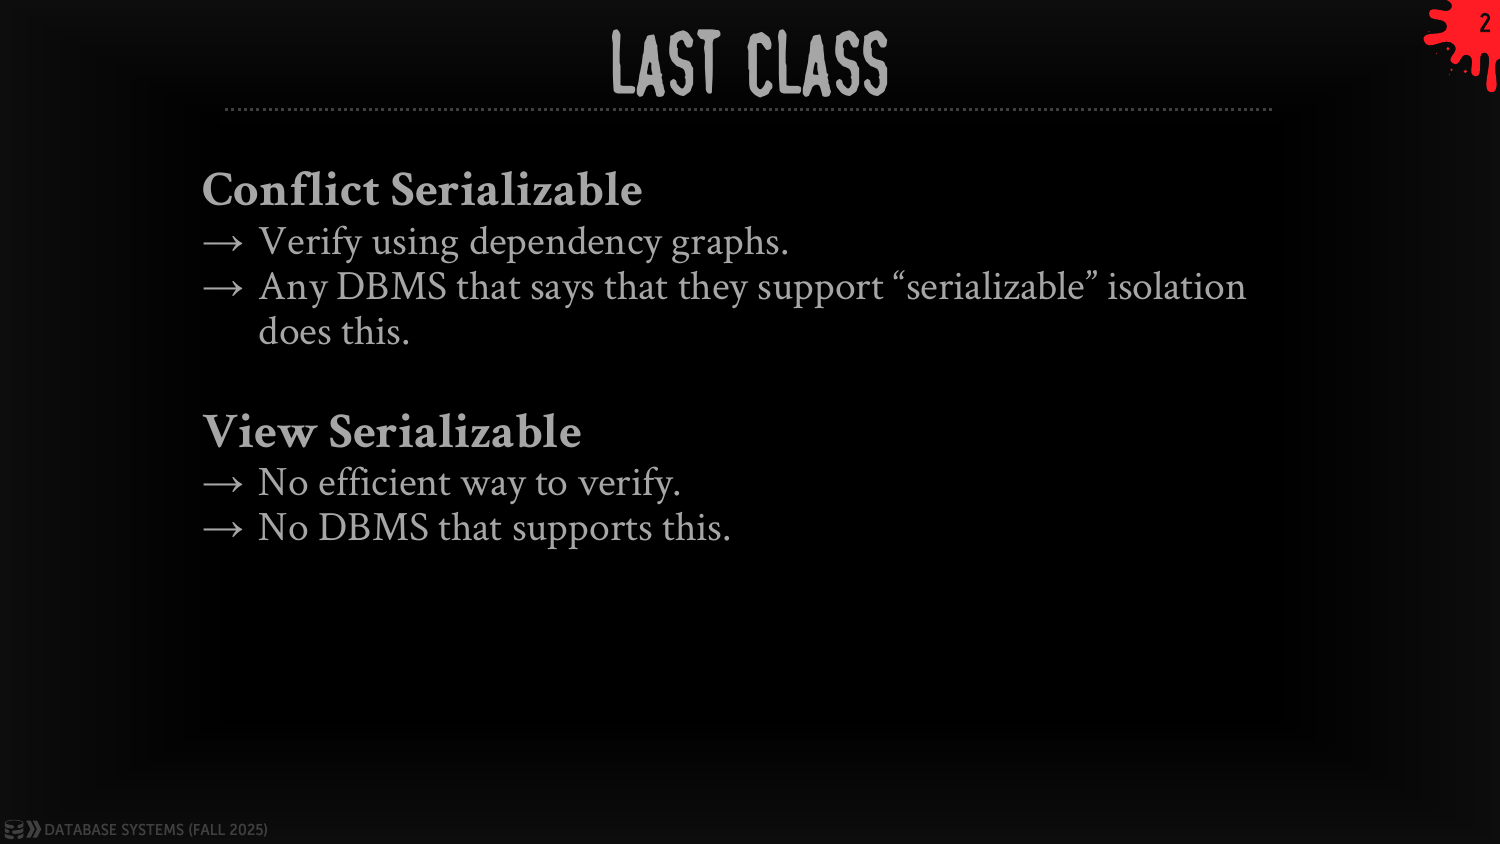 2
LAST CLASS
Conflict Serializable
→ Verify using dependency graphs.
→ Any DBMS that says that they support “serializable” isolation
does this.
View Serializable
→ No efficient way to verify.
→ No DBMS that supports this.
DATABASE SYSTEMS (FALL 2025)